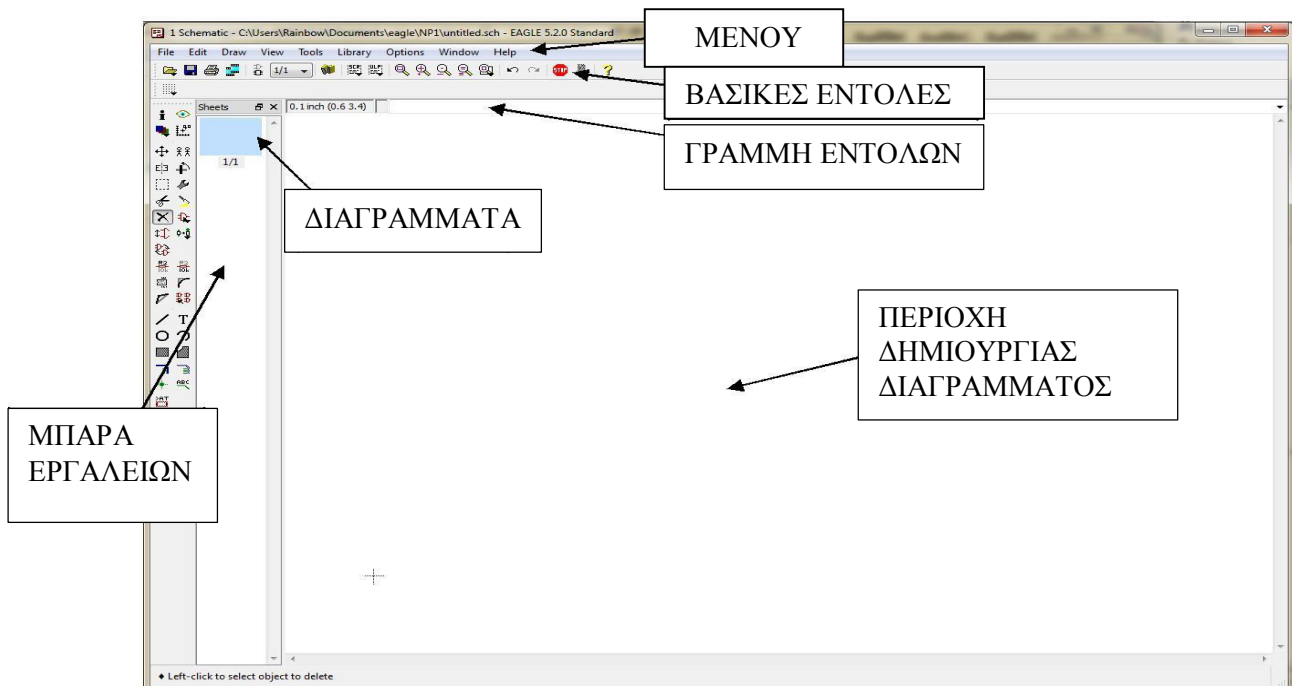 1 Schematic - C:\Users\Rainbow\Documents\eagle\NP1\untitled.sch - EAGLE 5.2.0 Standard
ΜΕΝΟΥ
File Edit Draw View Tools Library Options Window Help
1/1
STOP
ΒΑΣΙΚΕΣ ΕΝΤΟΛΕΣ
Sheets
0.1 inch (0.6 3.4)
ΓΡΑΜΜΗ ΕΝΤΟΛΩΝ
1/1
ΔΙΑΓΡΑΜΜΑΤΑ
ΠΕΡΙΟΧΗ
ΔΗΜΙΟΥΡΓΙΑΣ
ΔΙΑΓΡΑΜΜΑΤΟΣ
ΜΠΑΡΑ
ΕΡΓΑΛΕΙΩΝ
Left-click to select object to delete